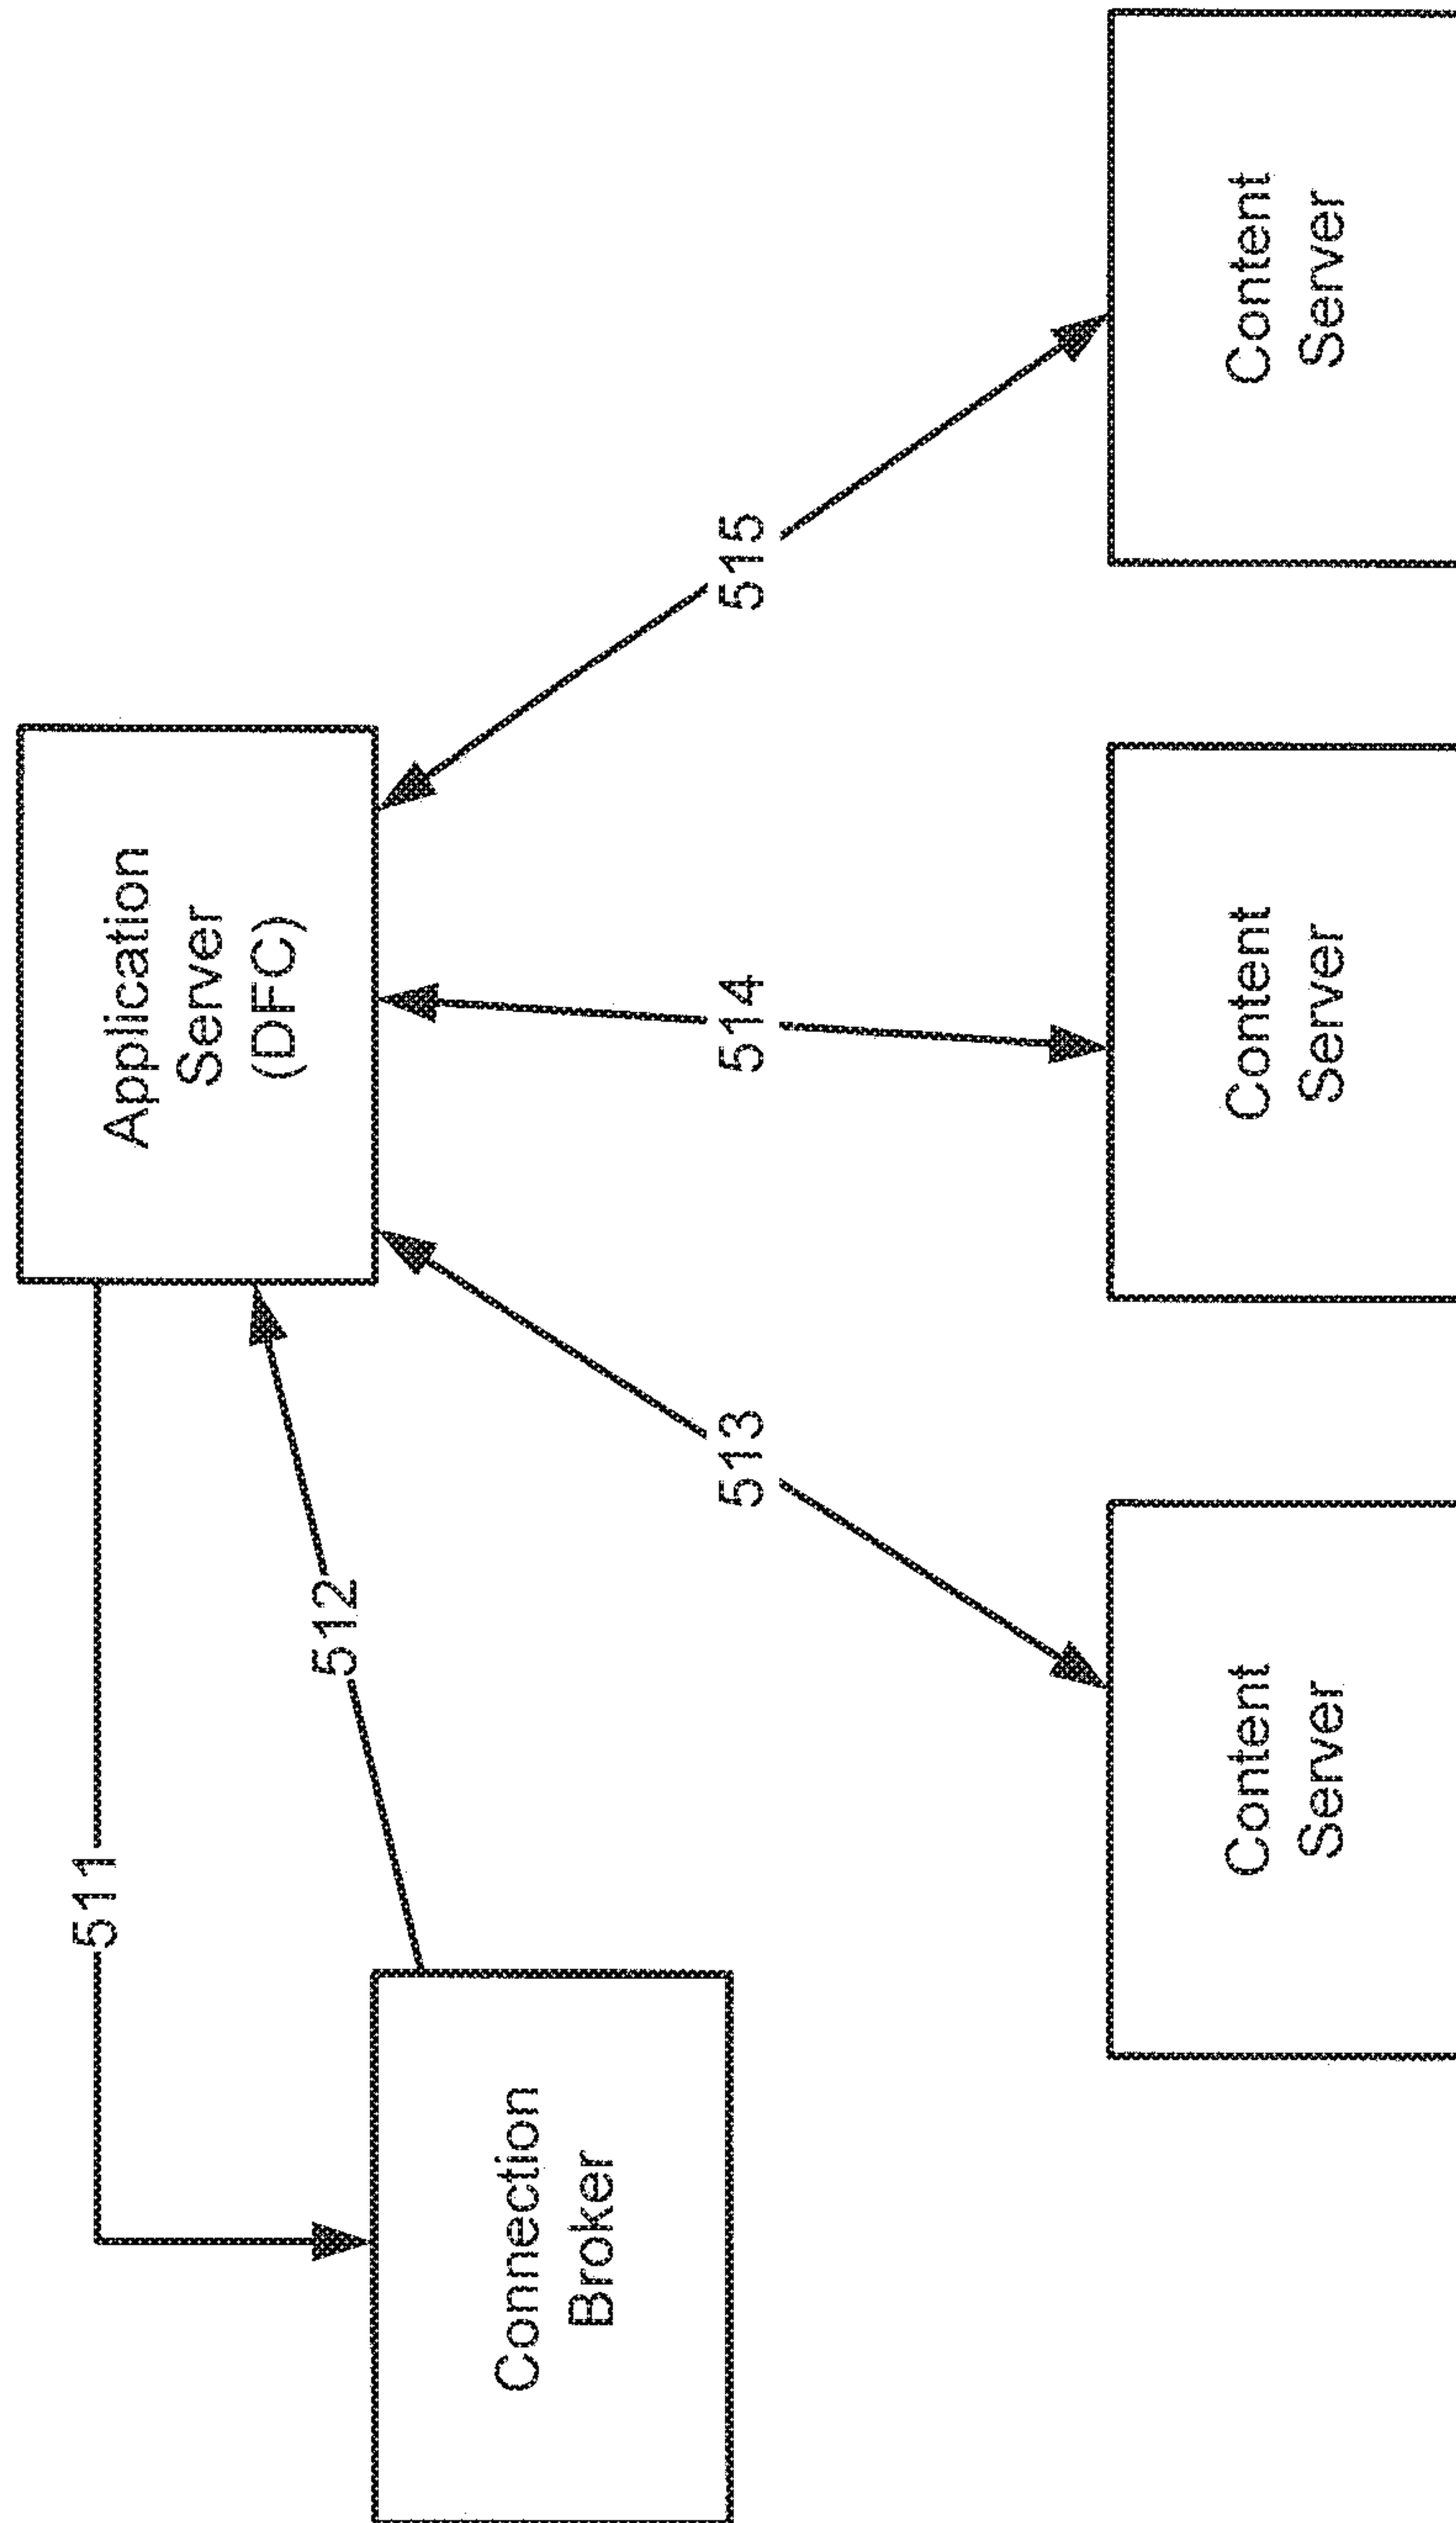 511
Application
Server
(DFC)
512
Connection
Broker
513
514
515
Content
Server
Content
Server
Content
Server